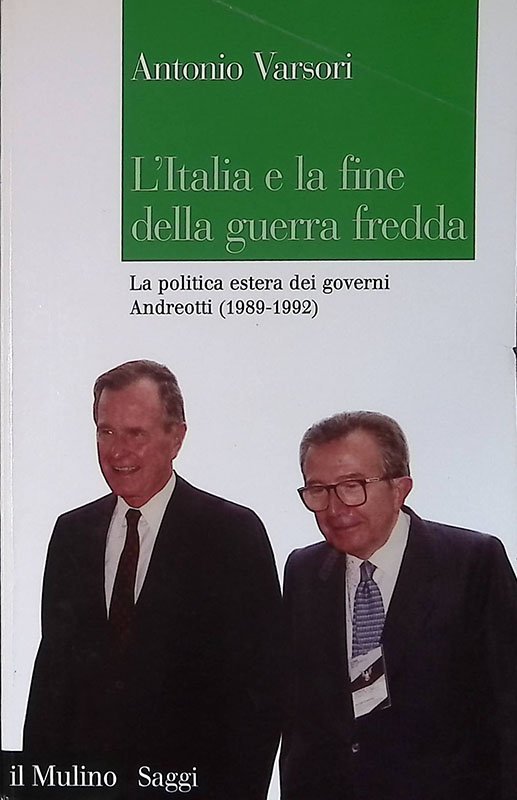 Antonio Varsori
L'Italia e la fine
della guerra fredda
La politica estera dei governi
Andreotti (1989-1992)
il Mulino Saggi